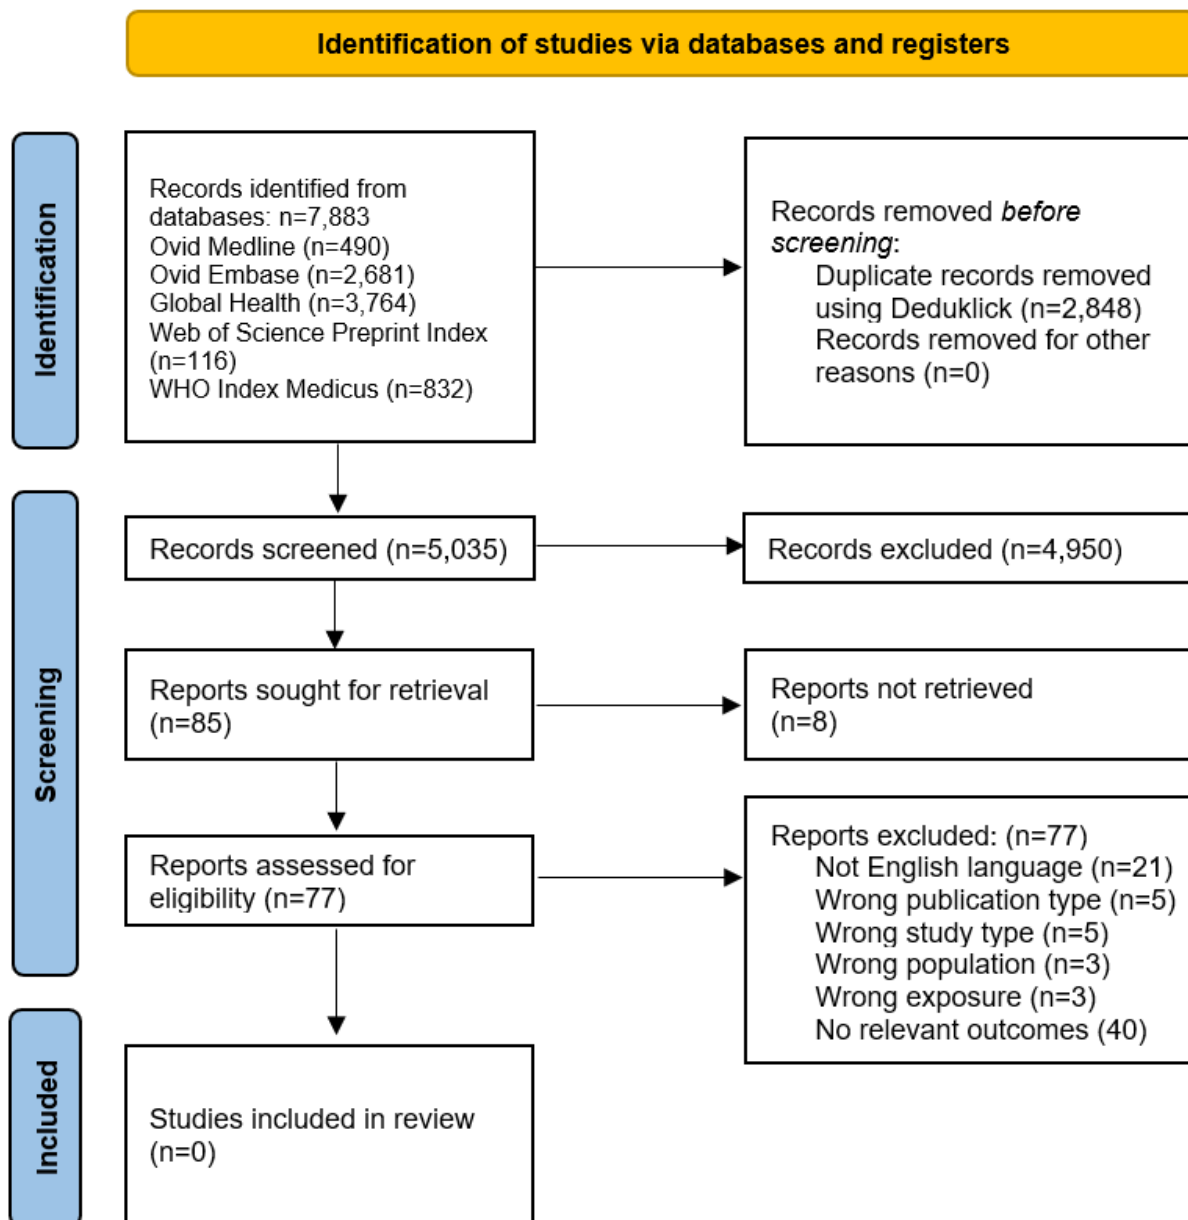 Identification of studies via databases and registers
Identification
Records identified from
databases: n=7,883
Ovid Medline (n=490)
Ovid Embase (n=2,681)
Global Health (n=3,764)
Web of Science Preprint Index
(n=116)
WHO Index Medicus (n=832)
Records removed before
screening:
Duplicate records removed
using Deduklick (n=2,848)
Records removed for other
reasons (n=0)
Screening
Records screened (n=5,035)
Records excluded (n=4,950)
Reports sought for retrieval
(n=85)
Reports not retrieved
(n=8)
Reports assessed for
eligibility (n=77)
Reports excluded: (n=77)
Not English language (n=21)
Wrong publication type (n=5)
Wrong study type (n=5)
Wrong population (n=3)
Wrong exposure (n=3)
No relevant outcomes (40)
Included
Studies included in review
(n=0)